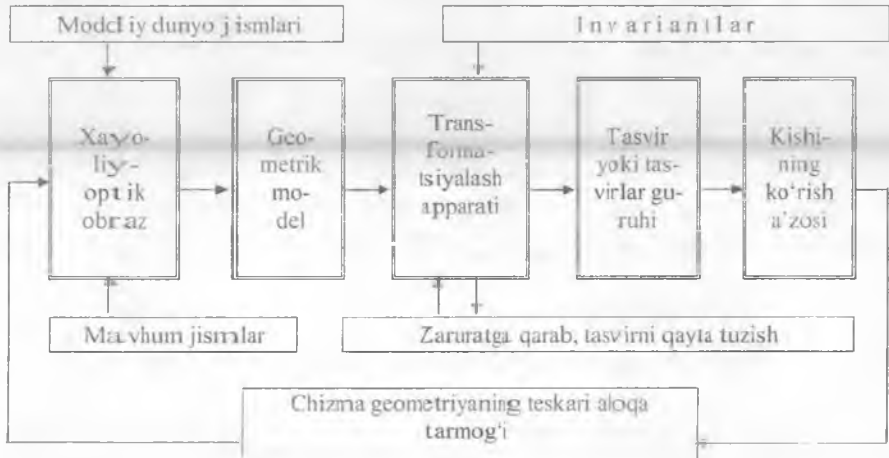 Moddiy dunyo jismlari
Invariantlar
Xayo-
liy-
optik
obraz
Geo-
metrik
mo-
del
Trans-
forma-
tsiyalash
apparati
Tasvir
yoki tas-
virlar gu-
ruhi
Kishi-
ning
ko‘rish
a’zosi
Mavhum jismlar
Zaruratga qarab, tasvirni qayta tuzish
Chizma geometriyaning teskari aloqa
tarmog‘i